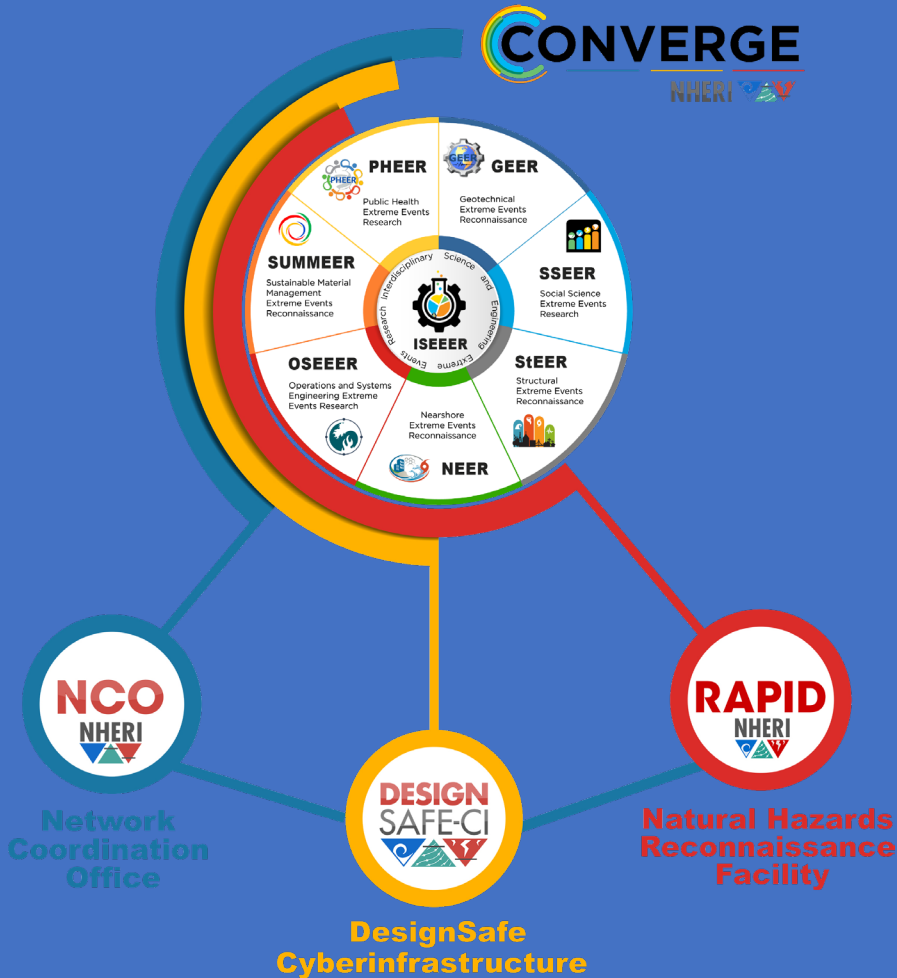 CONVERGE
NHERI
PHEER
Public Health
Extreme Events
Research
PHEER
GEER
GEER
Geotechnical
Extreme Events
Reconnaissance
SSEER
Social Science
Extreme Events
Research
StEER
Structural
Extreme Events
Reconnaissance
Nearshore
Extreme Events
Reconnaissance
NEER
OSEEER
Operations and Systems
Engineering Extreme
Events Research
SUMMEER
Sustainable Material
Management
Extreme Events
Reconnaissance
Interdisciplinary Science and Engineering Extreme Events Research
ISEEER
NCO
NHERI
Network
Coordination
Office
DESIGN
SAFE-CI
DesignSafe
Cyberinfrastructure
RAPID
NHERI
Natural Hazards
Reconnaissance
Facility